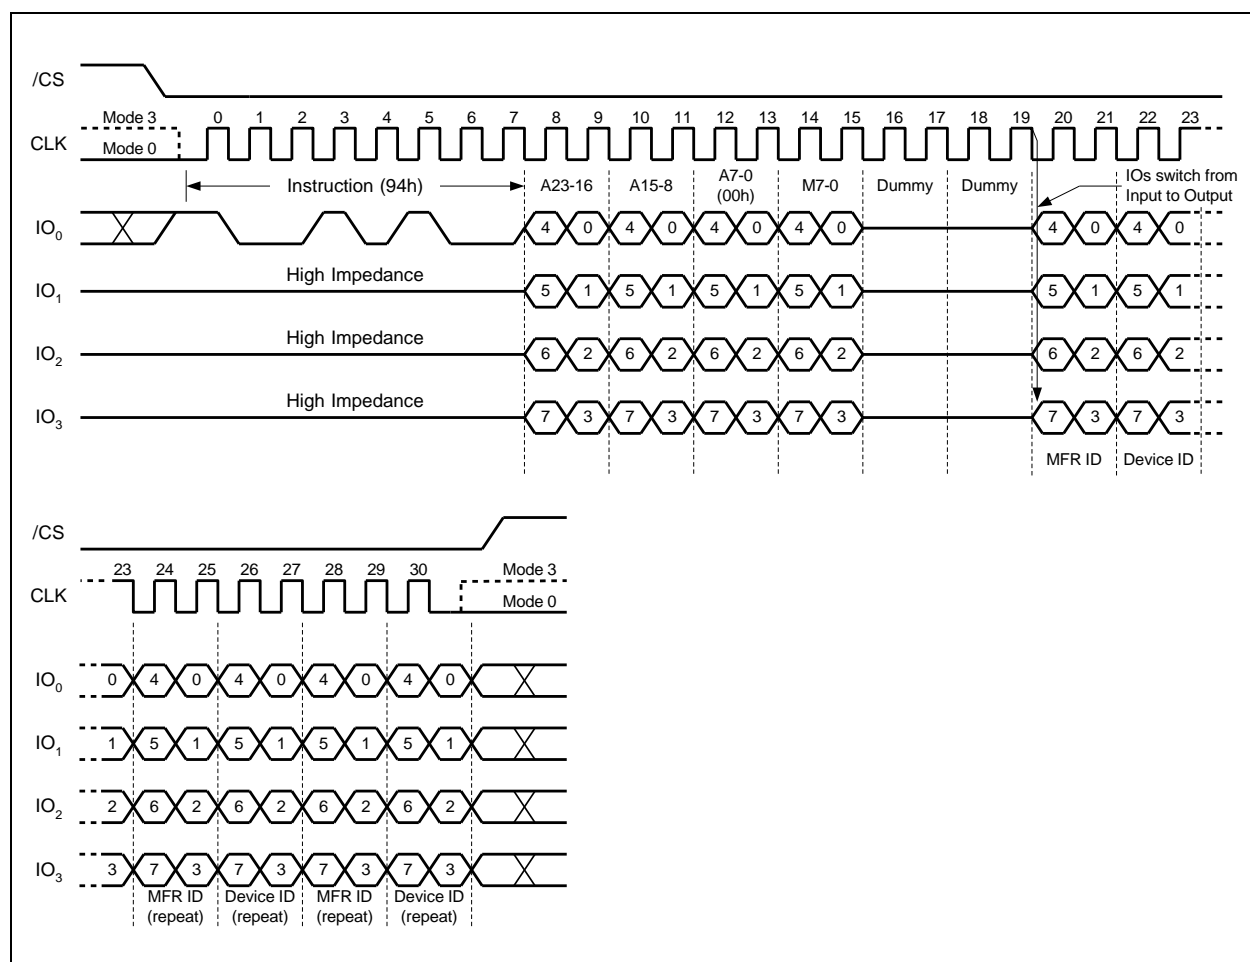 /CS
Mode 3 0 1 2 3 4 5 6 7 8 9 10 11 12 13 14 15 16 17 18 19 20 21 22 23
CLK
Mode 0
Instruction (94h) A23-16 A15-8 A7-0 (00h) M7-0 Dummy Dummy IOs switch from Input to Output
IO0 4 0 4 0 4 0 4 0 4 0 4 0
High Impedance
IO1 5 1 5 1 5 1 5 1 5 1 5 1
High Impedance
IO2 6 2 6 2 6 2 6 2 6 2 6 2
High Impedance
IO3 7 3 7 3 7 3 7 3 7 3 7 3
MFR ID Device ID
/CS
23 24 25 26 27 28 29 30 Mode 3
CLK
Mode 0
IO0 0 4 0 4 0 4 0 4 0
IO1 1 5 1 5 1 5 1 5 1
IO2 2 6 2 6 2 6 2 6 2
IO3 3 7 3 7 3 7 3 7 3
MFR ID Device ID MFR ID Device ID
(repeat) (repeat) (repeat) (repeat)